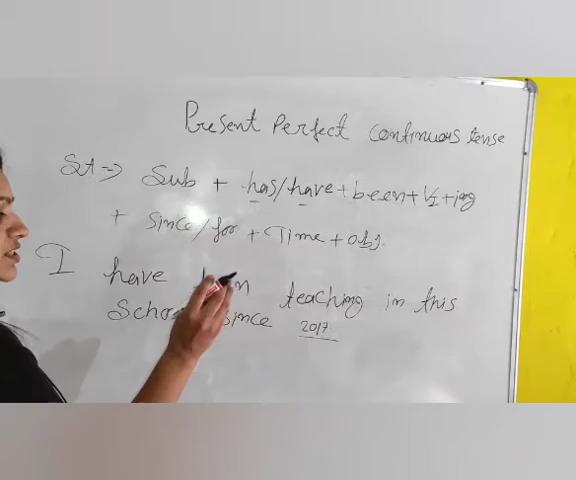 Present Perfect continuous tense
St=> Sub + has/have + been + V1 + ing
+ since/for + Time + obj.
I have teaching in this
since 2017